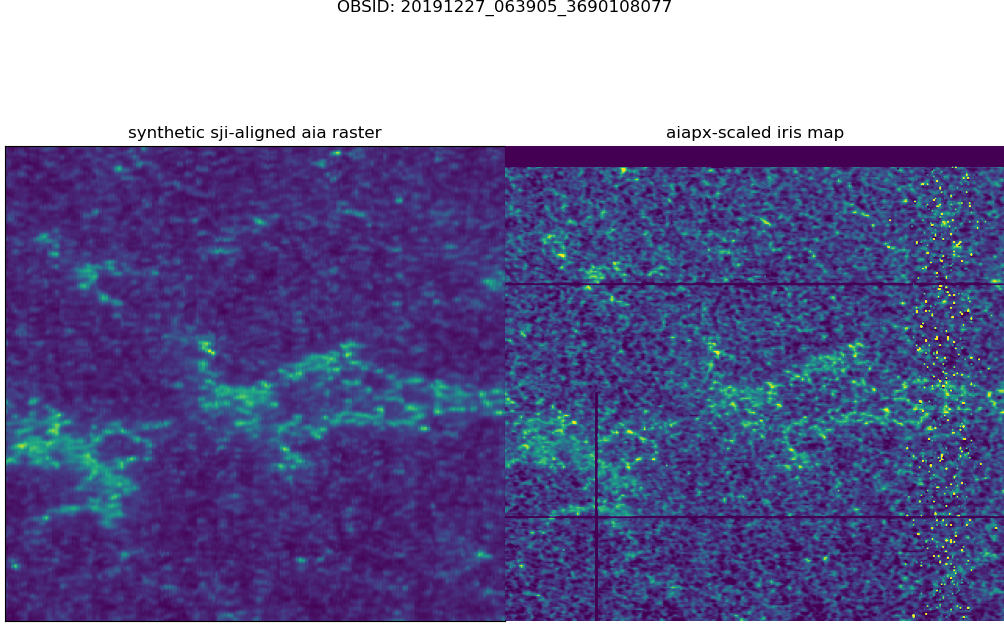 OBSID: 20191227_063905_3690108077
synthetic sji-aligned aia raster
aiapx-scaled iris map